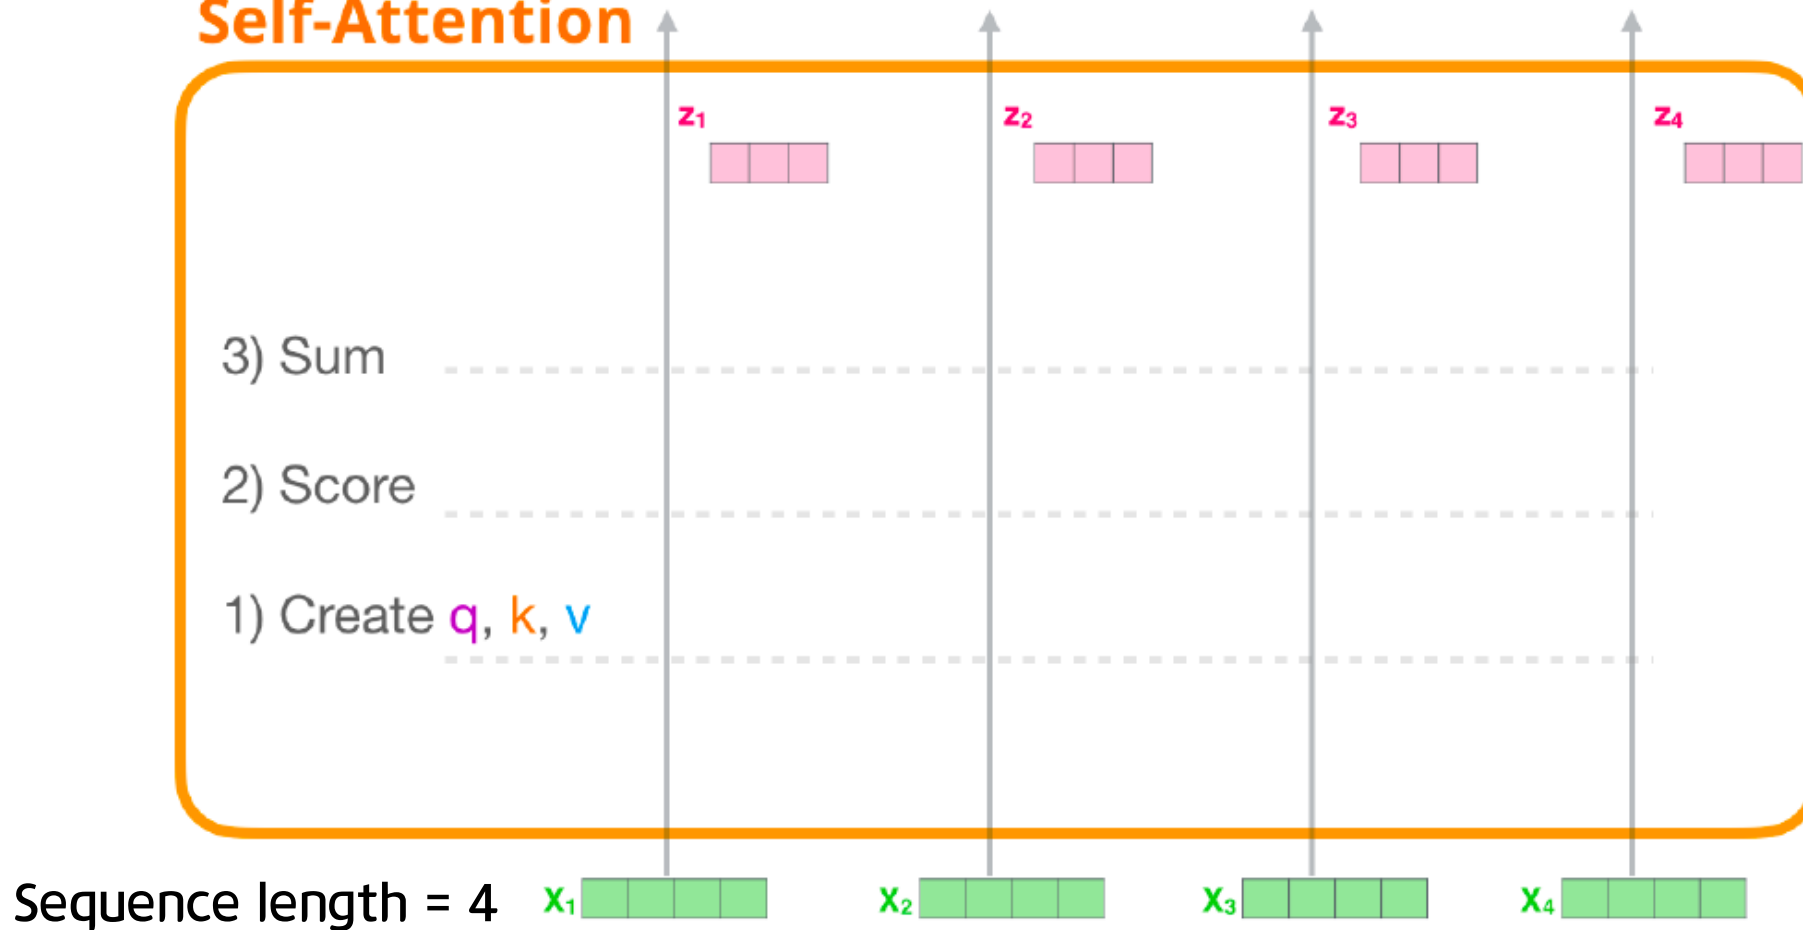 Self-Attention
z₁ z₂ z₃ z₄
3) Sum
2) Score
1) Create q, k, v
Sequence length = 4 X₁ X₂ X₃ X₄